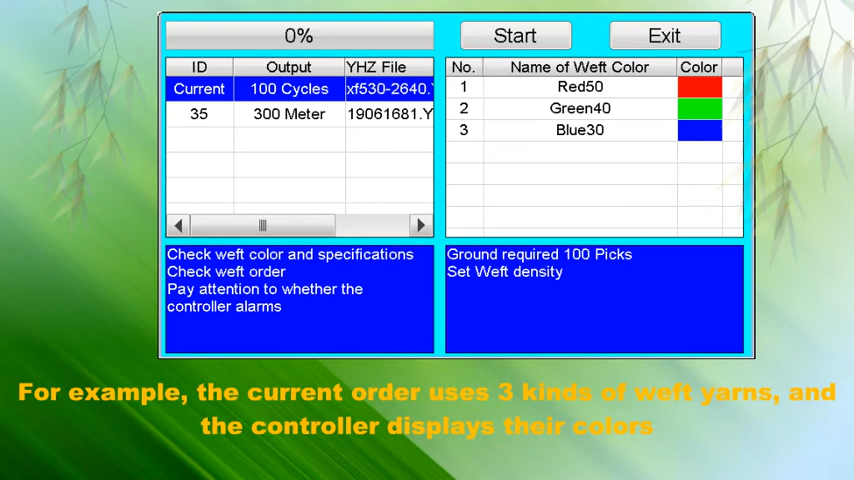 0% Start Exit
ID Output YHZ File
Current 100 Cycles xf530-2640.
35 300 Meter 19061681.Y
No. Name of Weft Color Color
1 Red50
2 Green40
3 Blue30
Check weft color and specifications
Check weft order
Pay attention to whether the
controller alarms
Ground required 100 Picks
Set Weft density
For example, the current order uses 3 kinds of weft yarns, and
the controller displays their colors